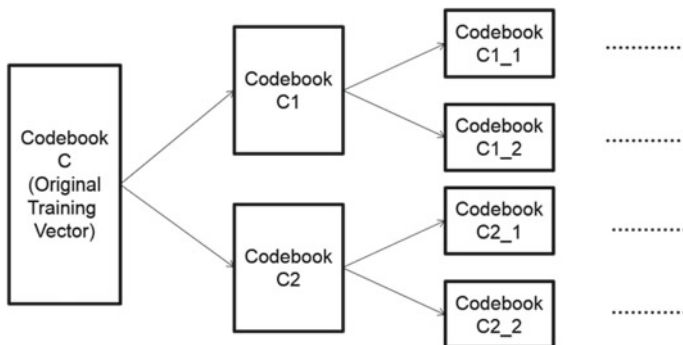 Codebook
C
(Original
Training
Vector)
Codebook
C1
Codebook
C2
Codebook
C1_1
Codebook
C1_2
Codebook
C2_1
Codebook
C2_2